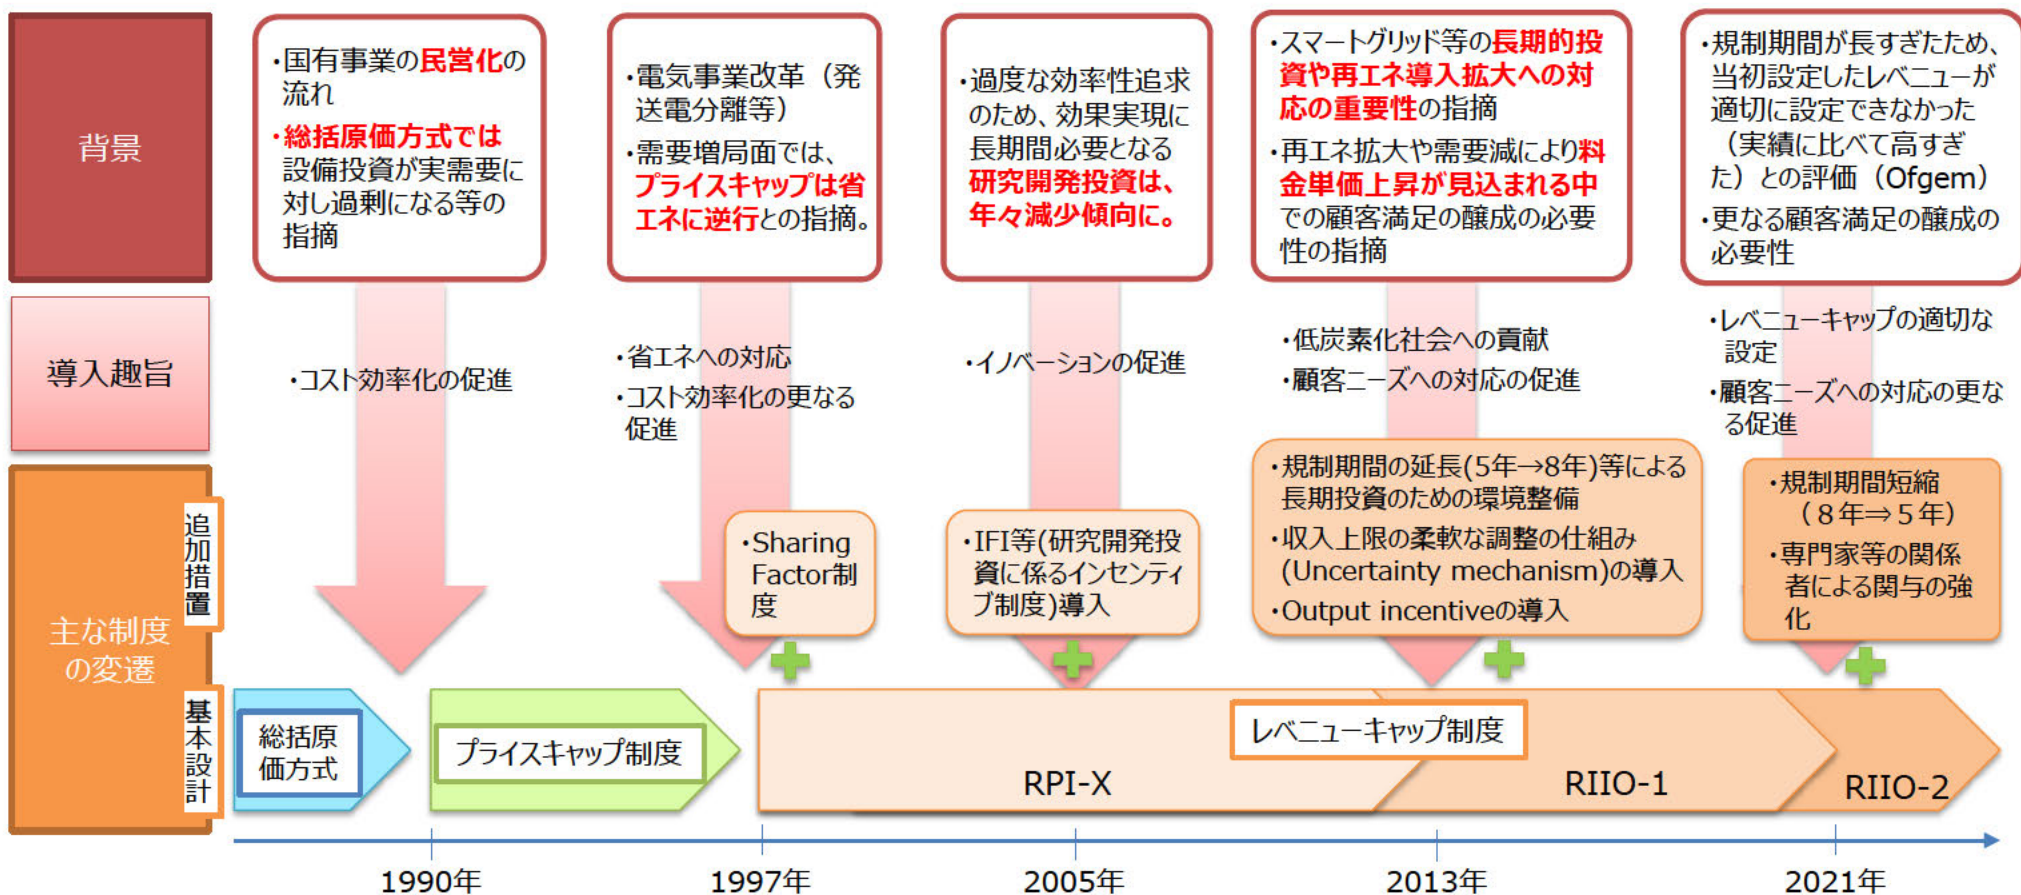 背景
・国有事業の民営化の
流れ
・総括原価方式では
設備投資が実需要に
対し過剰になる等の
指摘
・電気事業改革（発
送電分離等）
・需要増局面では、
プライスキャップは省
エネに逆行との指摘。
・過度な効率性追求
のため、効果実現に
長期間必要となる
研究開発投資は、
年々減少傾向に。
・スマートグリッド等の長期的投
資や再エネ導入拡大への対
応の重要性の指摘
・再エネ拡大や需要減により料
金単価上昇が見込まれる中
での顧客満足の醸成の必要
性の指摘
・規制期間が長すぎたため、
当初設定したレベニューが
適切に設定できなかった
（実績に比べて高すぎ
た）との評価（Ofgem）
・更なる顧客満足の醸成の
必要性
導入趣旨
・コスト効率化の促進
・省エネへの対応
・コスト効率化の更なる
促進
・イノベーションの促進
・低炭素化社会への貢献
・顧客ニーズへの対応の促進
・レベニューキャップの適切な
設定
・顧客ニーズへの対応の更な
る促進
主な制度
の変遷
追加措置
・Sharing
Factor制
度
・IFI等(研究開発投
資に係るインセンティ
ブ制度)導入
・規制期間の延長(5年→8年)等による
長期投資のための環境整備
・収入上限の柔軟な調整の仕組み
(Uncertainty mechanism)の導入
・Output incentiveの導入
・規制期間短縮
（８年⇒５年）
・専門家等の関係
者による関与の強
化
基本設計
総括原
価方式
プライスキャップ制度
レベニューキャップ制度
RPI-X
RIIO-1
RIIO-2
1990年
1997年
2005年
2013年
2021年